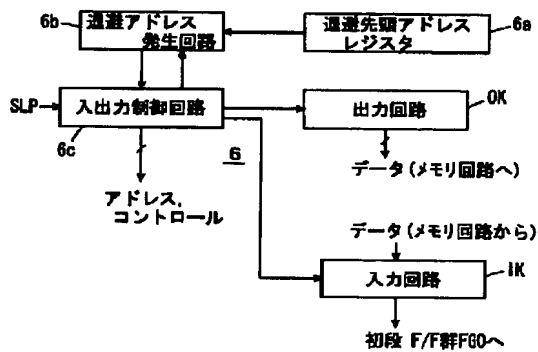 6b
退避アドレス
発生回路
退避先頭アドレス
レジスタ
6a
SLP
入出力制御回路
6c
出力回路
OK
6
データ(メモリ回路へ)
アドレス,
コントロール
データ(メモリ回路から)
入力回路
IK
初段 F/F群FG0へ